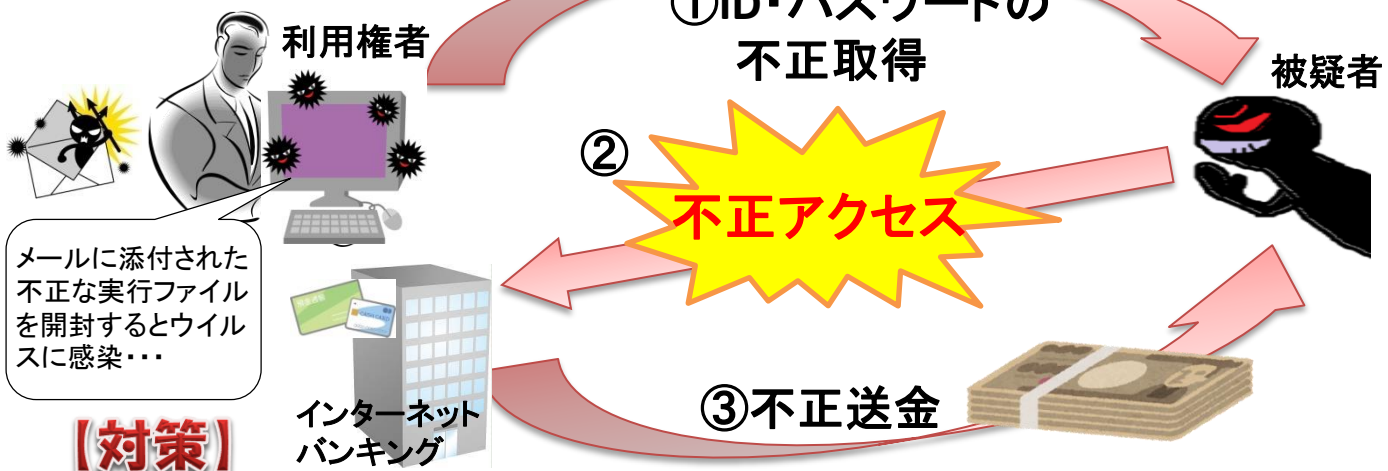 ①ID・パスワードの
不正取得
利用権者
被疑者
②
不正アクセス
メールに添付された
不正な実行ファイル
を開封するとウイル
スに感染･･･
インターネット
バンキング
③不正送金
【対策】